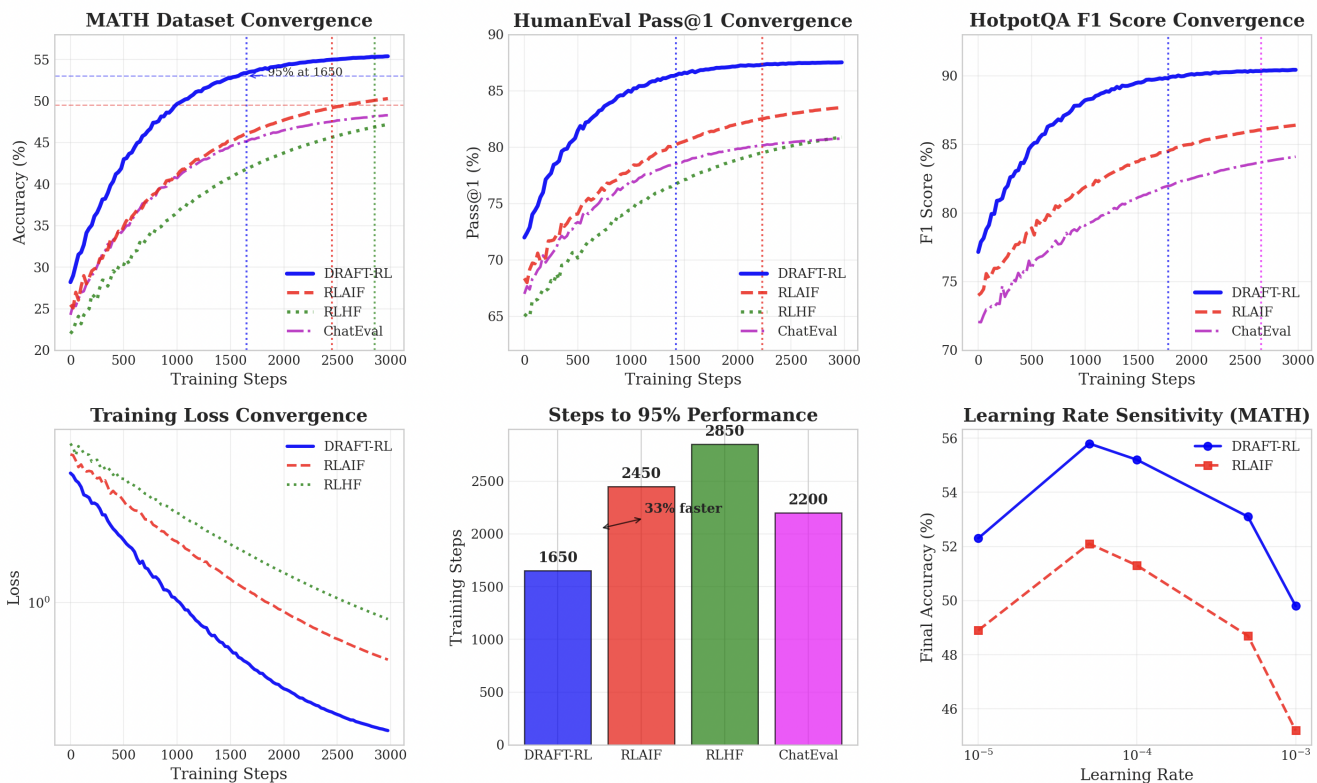 MATH Dataset Convergence
Accuracy (%)
55
50
45
40
35
30
25
20
95% at 1650
DRAFT-RL
RLAIF
RLHF
ChatEval
0 500 1000 1500 2000 2500 3000
Training Steps
HumanEval Pass@1 Convergence
Pass@1 (%)
90
85
80
75
70
65
DRAFT-RL
RLAIF
RLHF
ChatEval
0 500 1000 1500 2000 2500 3000
Training Steps
HotpotQA F1 Score Convergence
F1 Score (%)
90
85
80
75
70
DRAFT-RL
RLAIF
ChatEval
0 500 1000 1500 2000 2500 3000
Training Steps
Training Loss Convergence
Loss
10⁰
DRAFT-RL
RLAIF
RLHF
0 500 1000 1500 2000 2500 3000
Training Steps
Steps to 95% Performance
Training Steps
2500
2000
1500
1000
500
0
1650
2450
2850
2200
33% faster
DRAFT-RL RLAIF RLHF ChatEval
Learning Rate Sensitivity (MATH)
Final Accuracy (%)
56
54
52
50
48
46
DRAFT-RL
RLAIF
10⁻⁵ 10⁻⁴ 10⁻³
Learning Rate